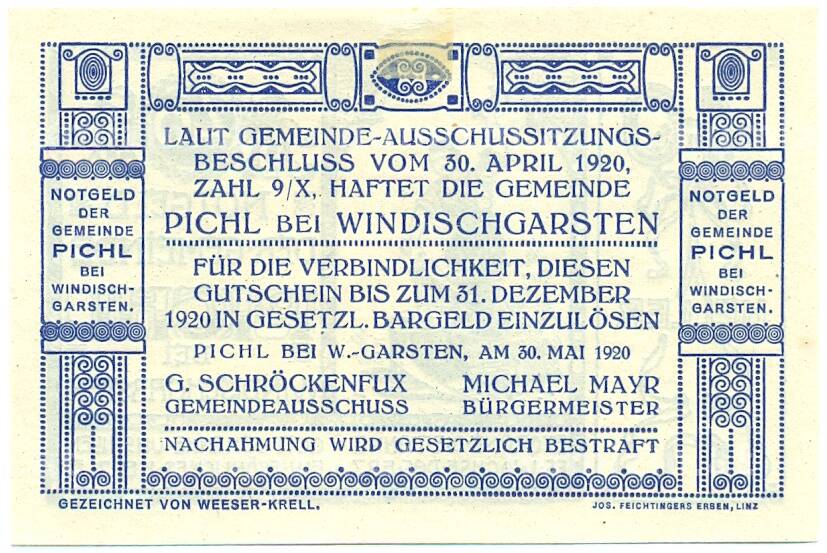 LAUT GEMEINDE-AUSSCHUSSITZUNGS-
BESCHLUSS VOM 30. APRIL 1920,
ZAHL 9/X, HAFTET DIE GEMEINDE
PICHL BEI WINDISCHGARSTEN
FÜR DIE VERBINDLICHKEIT, DIESEN
GUTSCHEIN BIS ZUM 31. DEZEMBER
1920 IN GESETZL. BARGELD EINZULÖSEN
PICHL BEI W.-GARSTEN, AM 30. MAI 1920
G. SCHRÖCKENFUX MICHAEL MAYR
GEMEINDEAUSSCHUSS BÜRGERMEISTER
NACHAHMUNG WIRD GESETZLICH BESTRAFT
NOTGELD
DER
GEMEINDE
PICHL
BEI
WINDISCH-
GARSTEN.
NOTGELD
DER
GEMEINDE
PICHL
BEI
WINDISCH-
GARSTEN.
GEZEICHNET VON WEESER-KRELL.
JOS. FEICHTINGERS ERBEN, LINZ